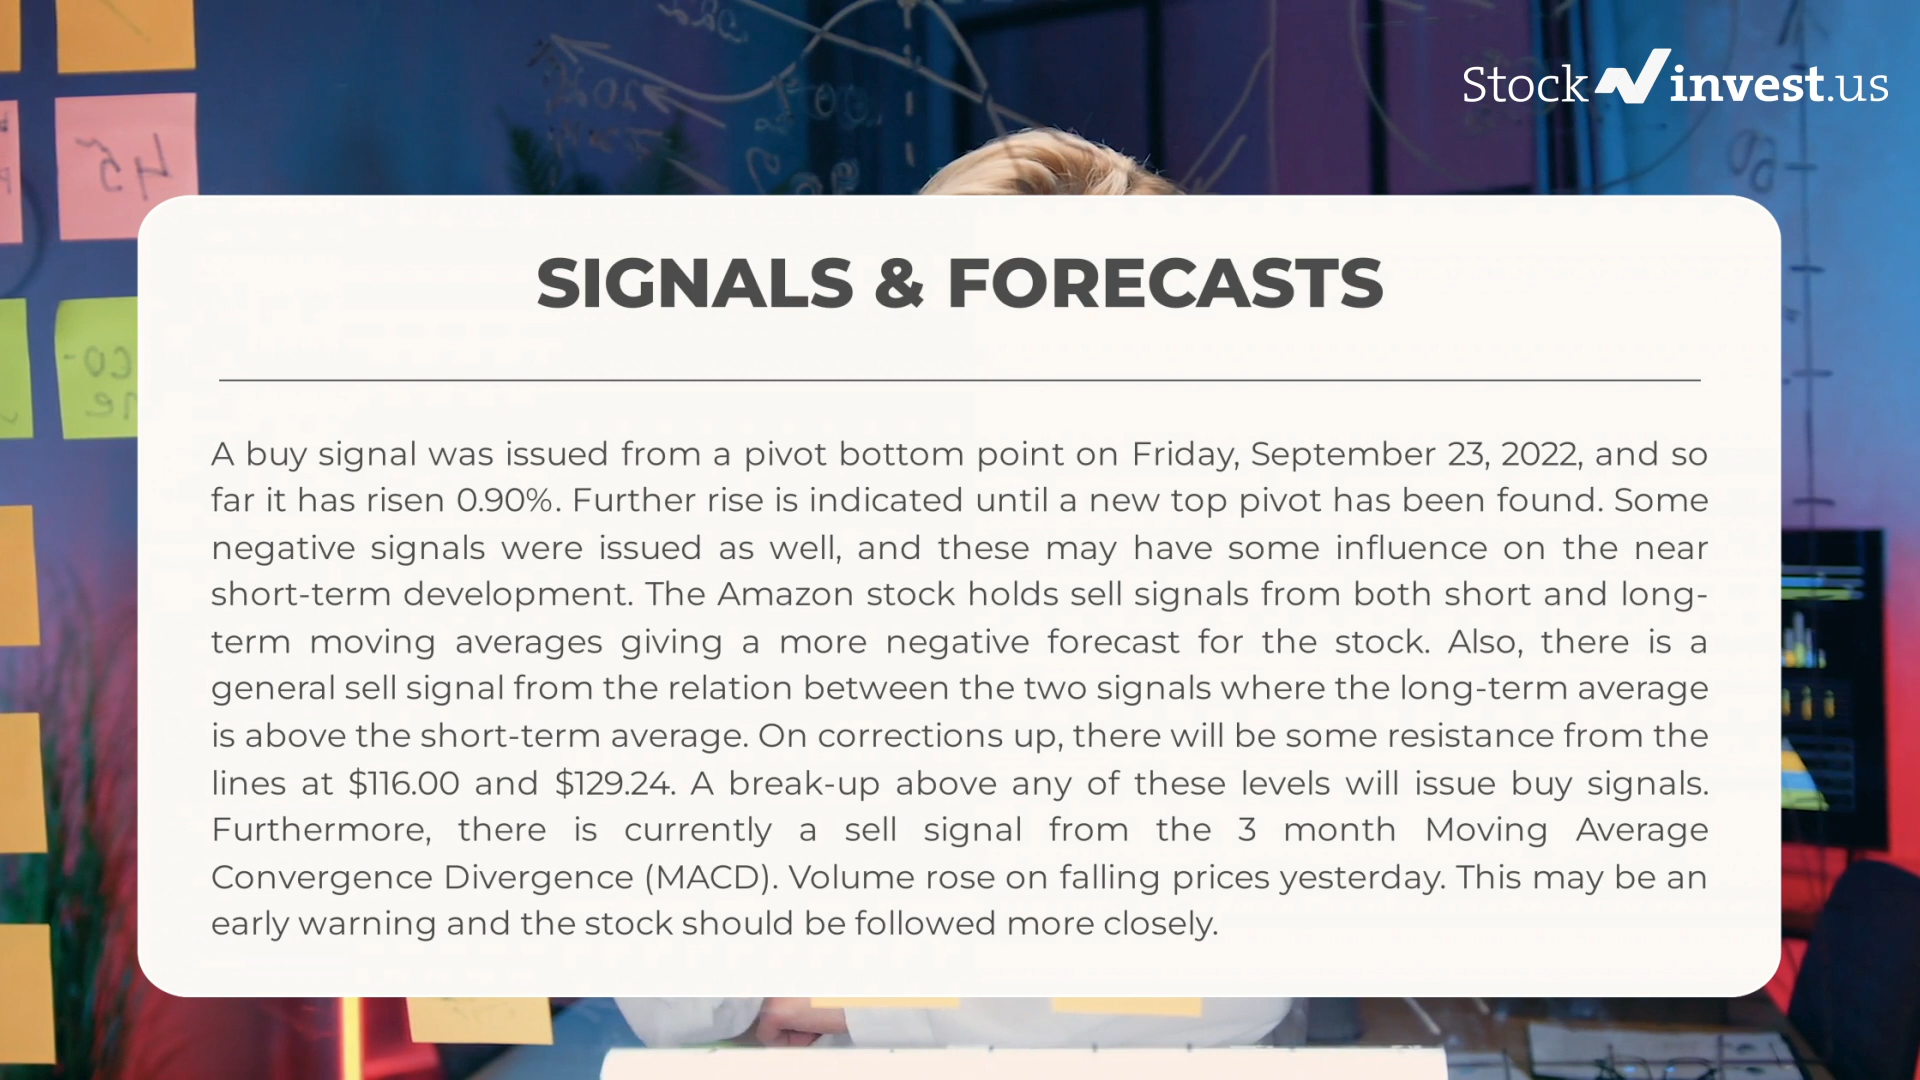 Stock invest.us
45
co-
SIGNALS & FORECASTS
A buy signal was issued from a pivot bottom point on Friday, September 23, 2022, and so
far it has risen 0.90%. Further rise is indicated until a new top pivot has been found. Some
negative signals were issued as well, and these may have some influence on the near
short-term development. The Amazon stock holds sell signals from both short and long-
term moving averages giving a more negative forecast for the stock. Also, there is a
general sell signal from the relation between the two signals where the long-term average
is above the short-term average. On corrections up, there will be some resistance from the
lines at $116.00 and $129.24. A break-up above any of these levels will issue buy signals.
Furthermore, there is currently a sell signal from the 3 month Moving Average
Convergence Divergence (MACD). Volume rose on falling prices yesterday. This may be an
early warning and the stock should be followed more closely.